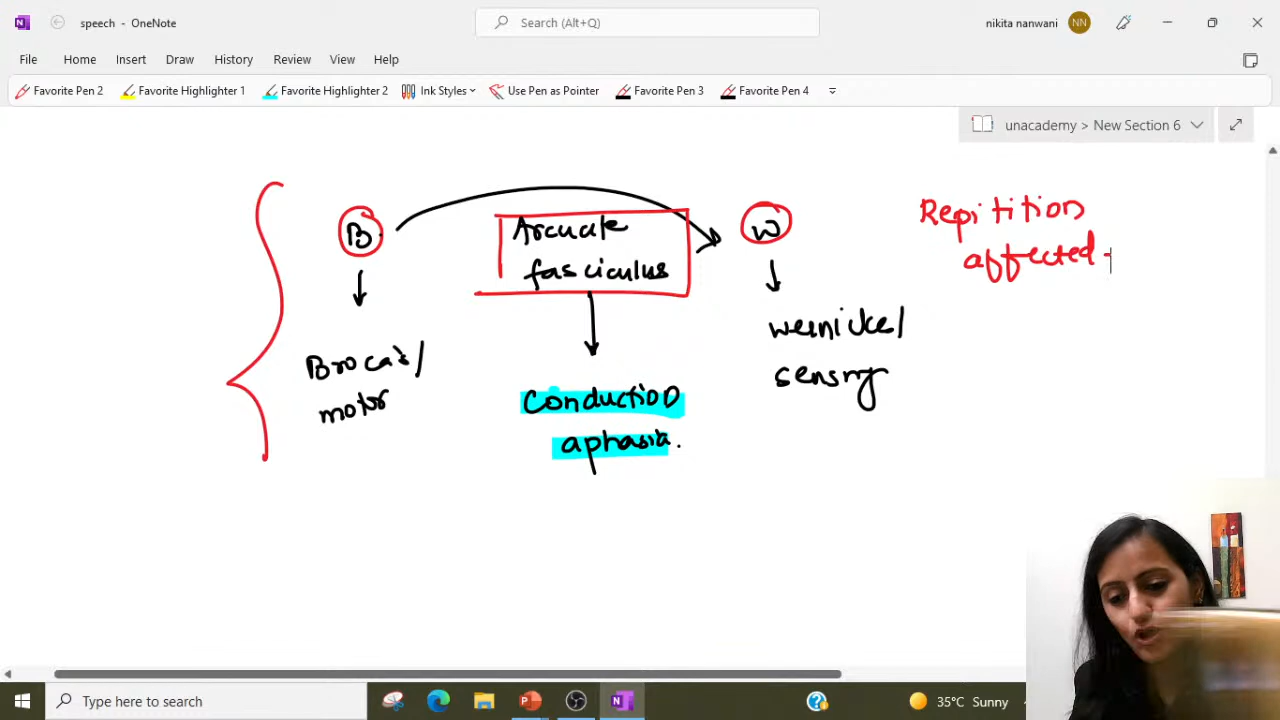 speech - OneNote
Search (Alt+Q)
nikita nanwani
NN
File Home Insert Draw History Review View Help
Favorite Pen 2 Favorite Highlighter 1 Favorite Highlighter 2 Ink Styles Use Pen as Pointer Favorite Pen 3 Favorite Pen 4
unacademy > New Section 6
B
Arcuate
fasciculus
W
Repitition
affected
Broca's/
motor
Conduction
aphasia.
wernicke/
sensory
Type here to search
35°C Sunny